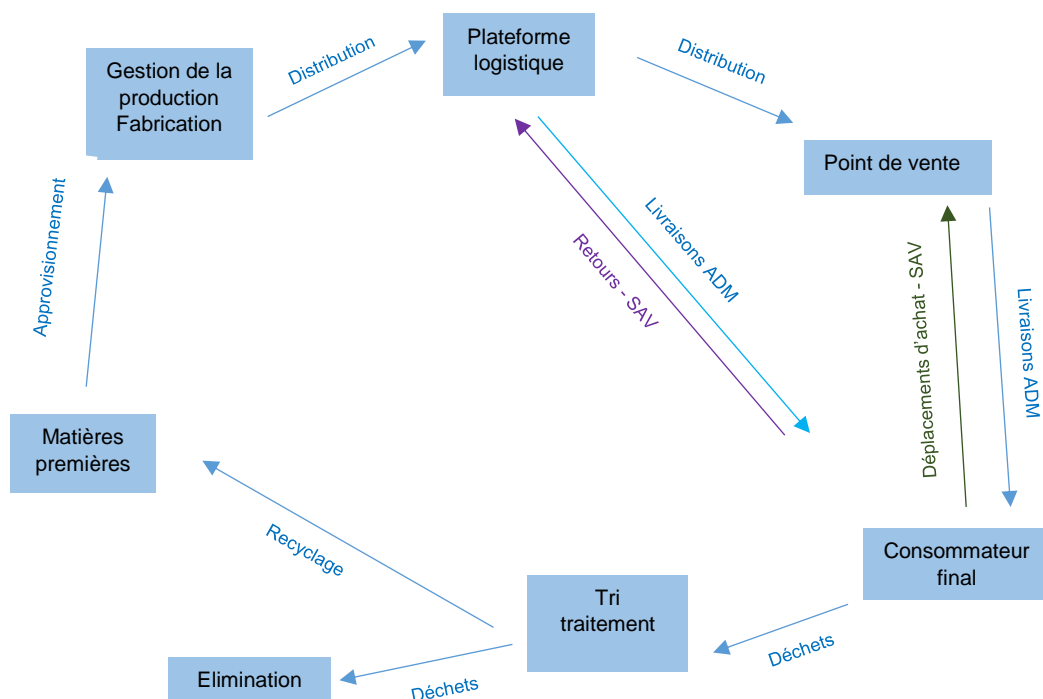 Plateforme
logistique
Distribution
Distribution
Gestion de la
production
Fabrication
Point de vente
Approvisionnement
Livraisons ADM
Retours - SAV
Déplacements d'achat - SAV
Livraisons ADM
Matières
premières
Recyclage
Consommateur
final
Tri
traitement
Déchets
Elimination
Déchets